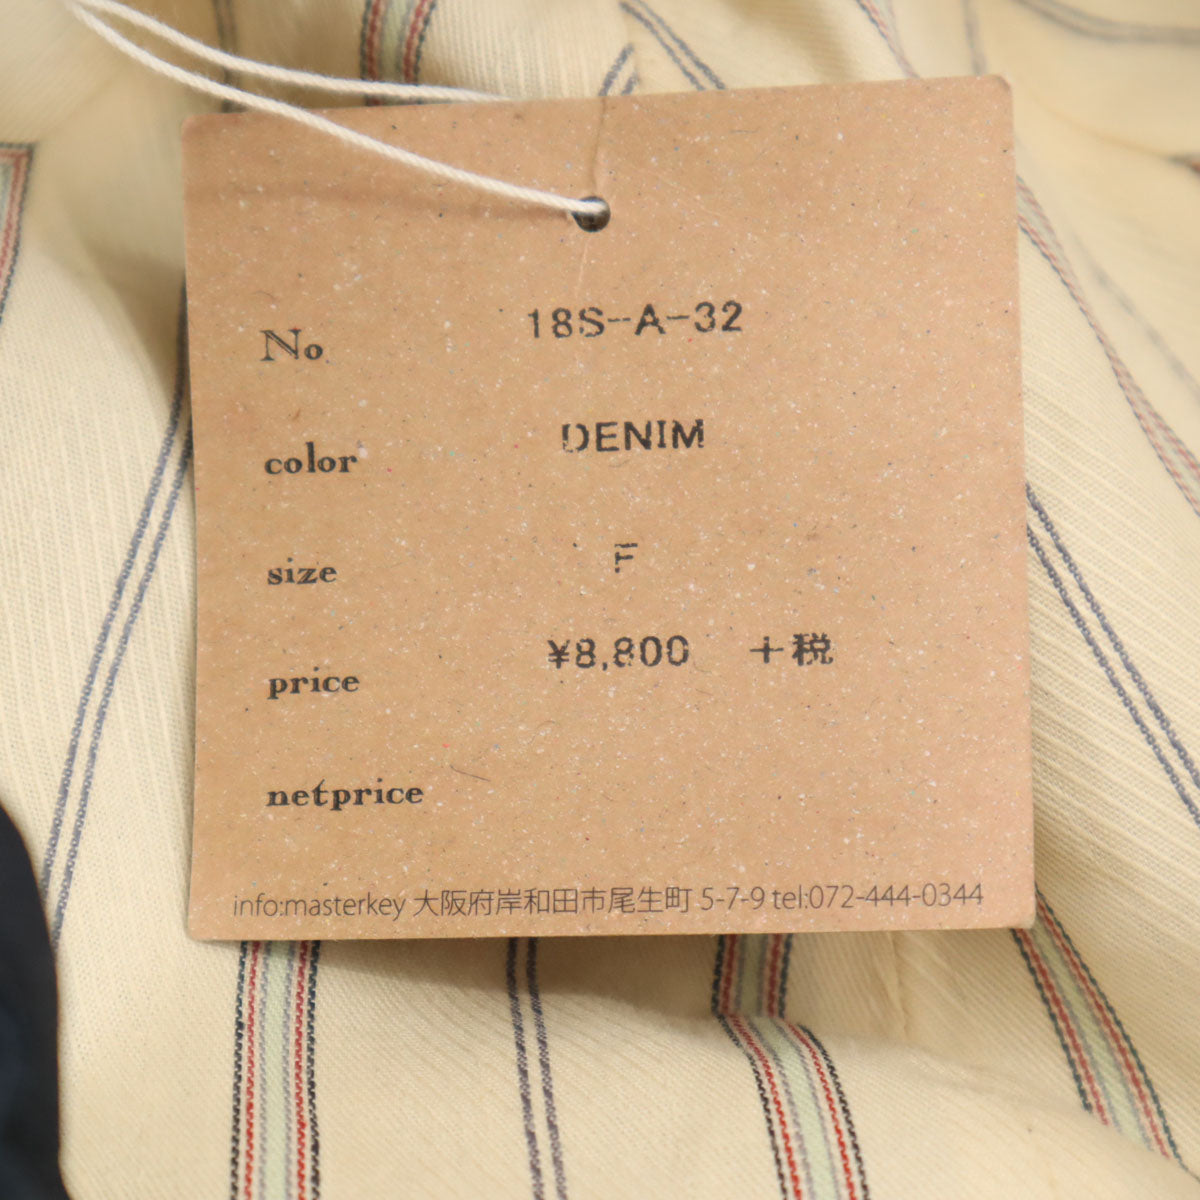 No 18S-A-32
color DENIM
size F
price ¥8,800 +税
netprice
info:masterkey 大阪府岸和田市尾生町 5-7-9 tel:072-444-0344